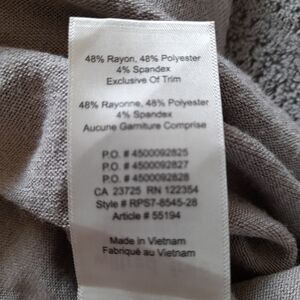 48% Rayon, 48% Polyester
4% Spandex
Exclusive Of Trim
48% Rayonne, 48% Polyester
4% Spandex
Aucune Garniture Comprise
P.O. # 4500092825
P.O. # 4500092827
P.O. # 4500092828
CA 23725 RN 122354
Style # RPS7-8545-28
Article # 55194
Made in Vietnam
Fabriqué au Vietnam